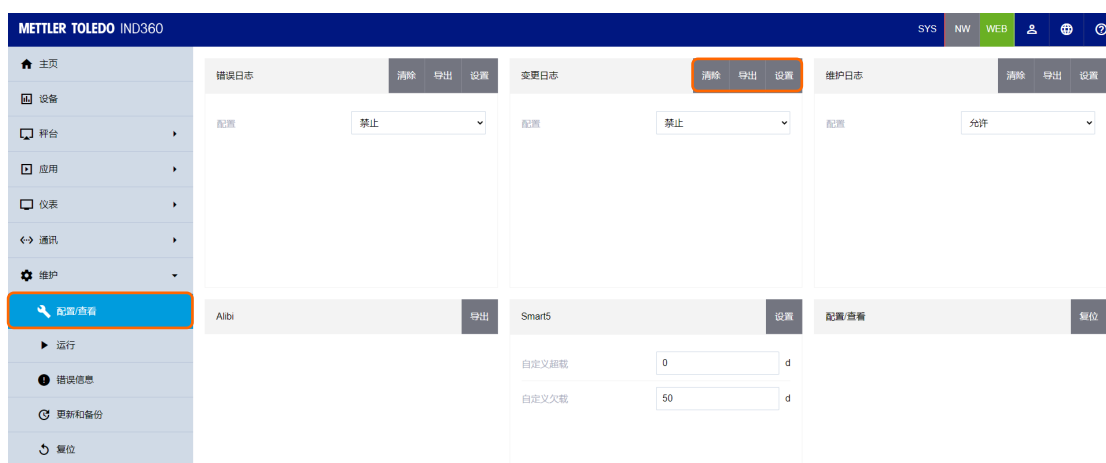 METTLER TOLEDO IND360
SYS NW WEB
主页
设备
秤台
应用
仪表
通讯
维护
配置/查看
运行
错误信息
更新和备份
复位
错误日志 清除 导出 设置
配置 禁止
变更日志 清除 导出 设置
配置 禁止
维护日志 清除 导出 设置
配置 允许
Alibi 导出
Smart5 设置
自定义超载 0 d
自定义欠载 50 d
配置/查看 复位